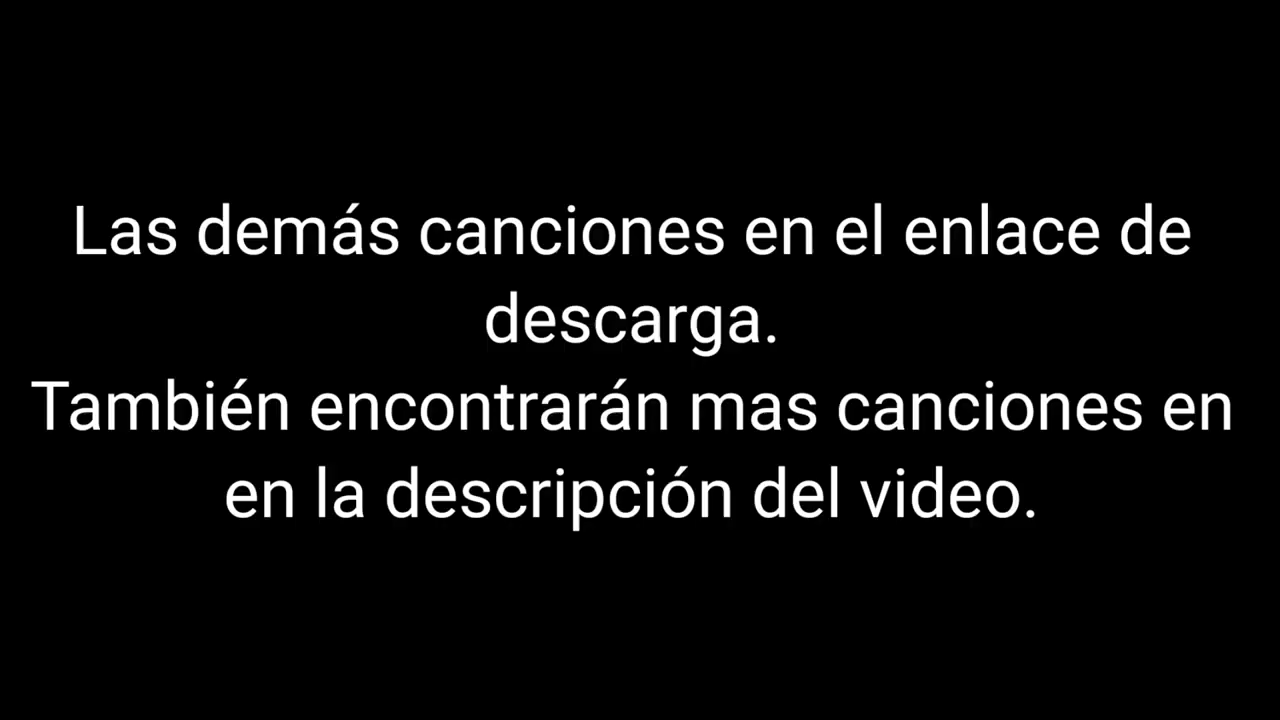 Las demás canciones en el enlace de
descarga.
También encontrarán mas canciones en
en la descripción del video.